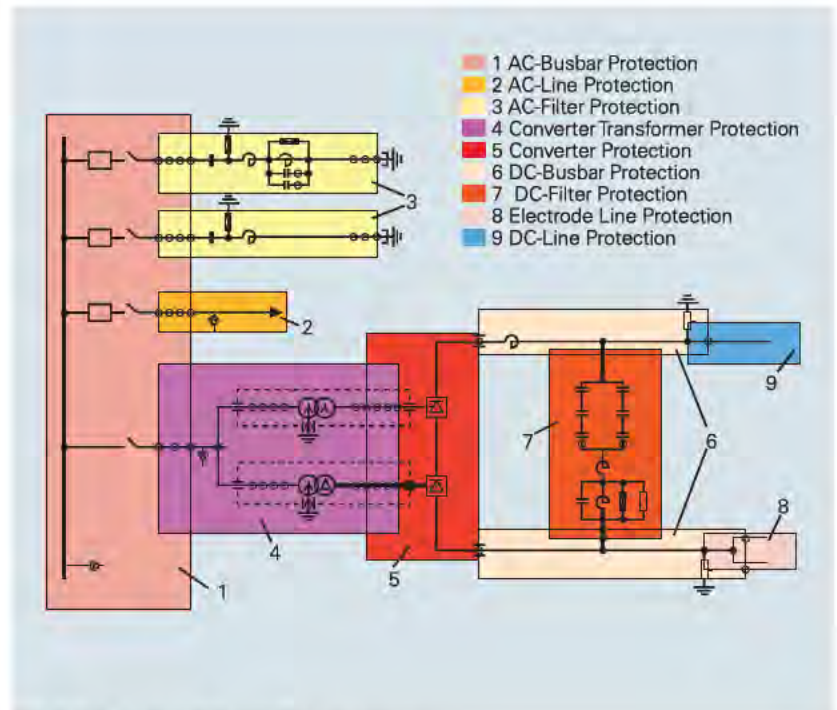 1 AC-Busbar Protection
2 AC-Line Protection
3 AC-Filter Protection
4 Converter Transformer Protection
5 Converter Protection
6 DC-Busbar Protection
7 DC-Filter Protection
8 Electrode Line Protection
9 DC-Line Protection
3
2
9
7
6
8
4
5
1